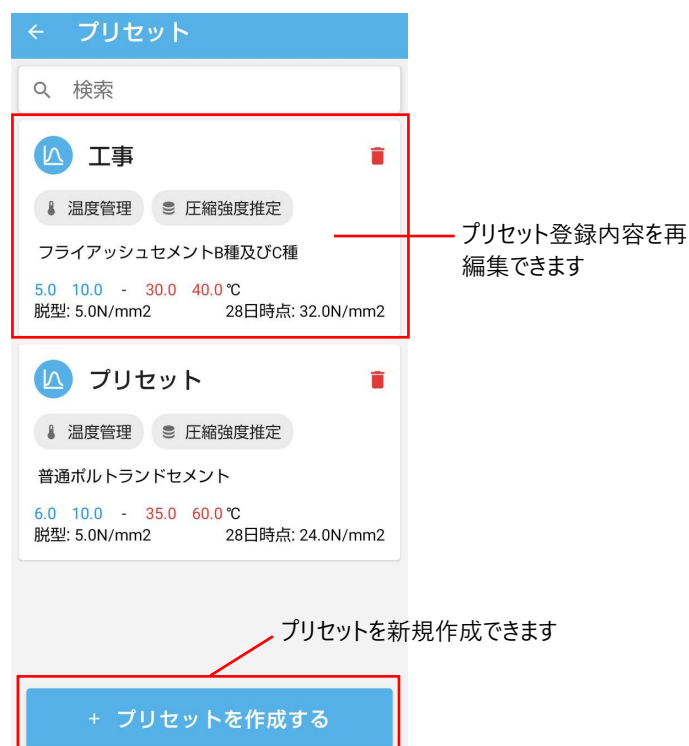 ← プリセット
検索
工事
温度管理 圧縮強度推定
フライアッシュセメントB種及びC種
5.0 10.0 - 30.0 40.0 ℃
脱型: 5.0N/mm2 28日時点: 32.0N/mm2
プリセット登録内容を再
編集できます
プリセット
温度管理 圧縮強度推定
普通ポルトランドセメント
6.0 10.0 - 35.0 60.0 ℃
脱型: 5.0N/mm2 28日時点: 24.0N/mm2
プリセットを新規作成できます
+ プリセットを作成する